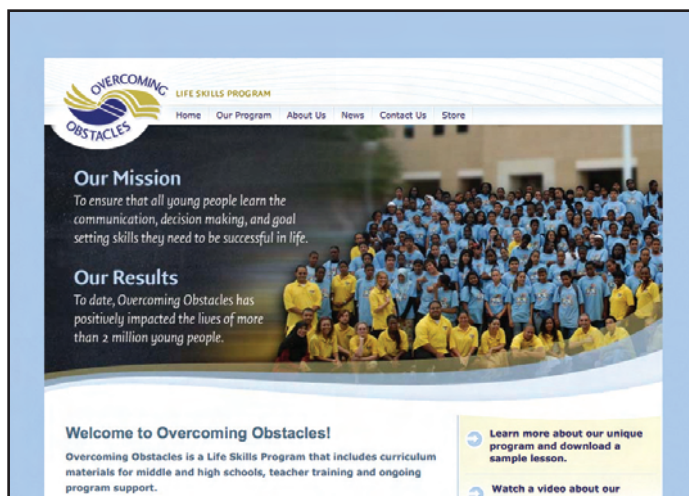 OVERCOMING
OBSTACLES
LIFE SKILLS PROGRAM
Home Our Program About Us News Contact Us Store
Our Mission
To ensure that all young people learn the
communication, decision making, and goal
setting skills they need to be successful in life.
Our Results
To date, Overcoming Obstacles has
positively impacted the lives of more
than 2 million young people.
Welcome to Overcoming Obstacles!
Overcoming Obstacles is a Life Skills Program that includes curriculum
materials for middle and high schools, teacher training and ongoing
program support.
Learn more about our unique
program and download a
sample lesson.
Watch a video about our